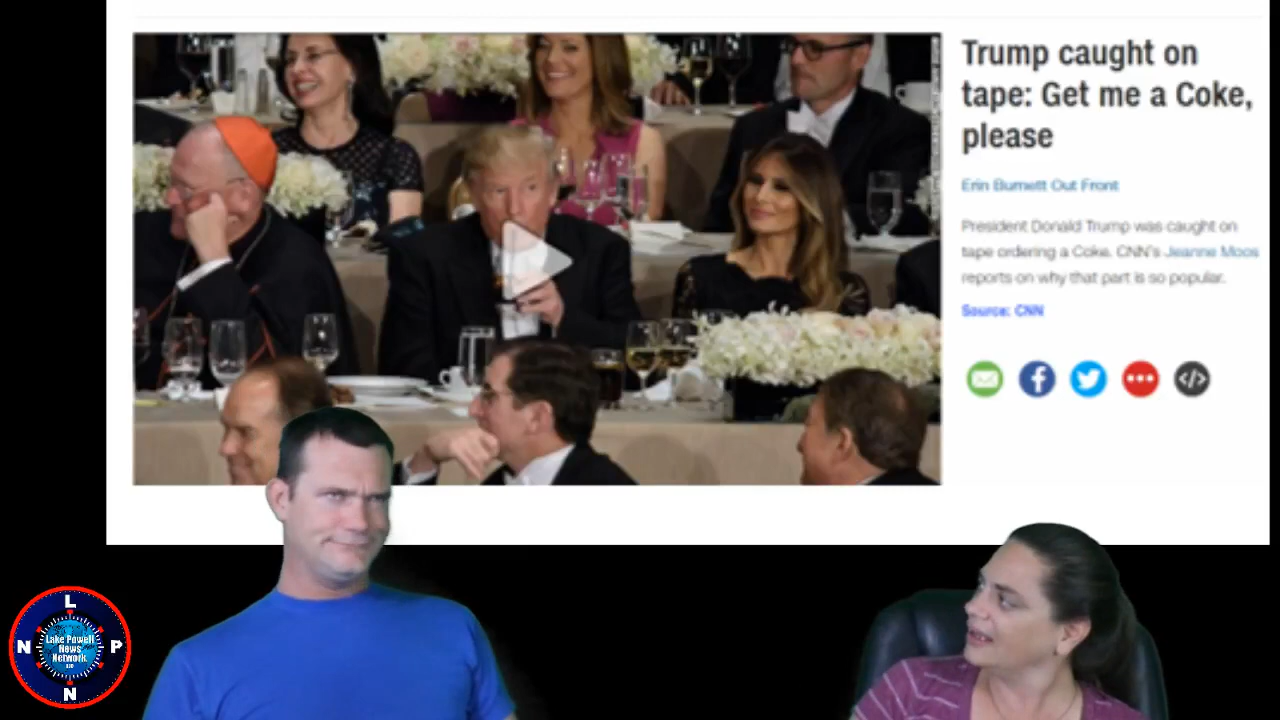 Trump caught on
tape: Get me a Coke,
please
Erin Burnett Out Front
President Donald Trump was caught on
tape ordering a Coke. CNN's Jeanne Moos
reports on why that part is so popular.
Source: CNN
L
N
P
N
Lake Powell
News
Network